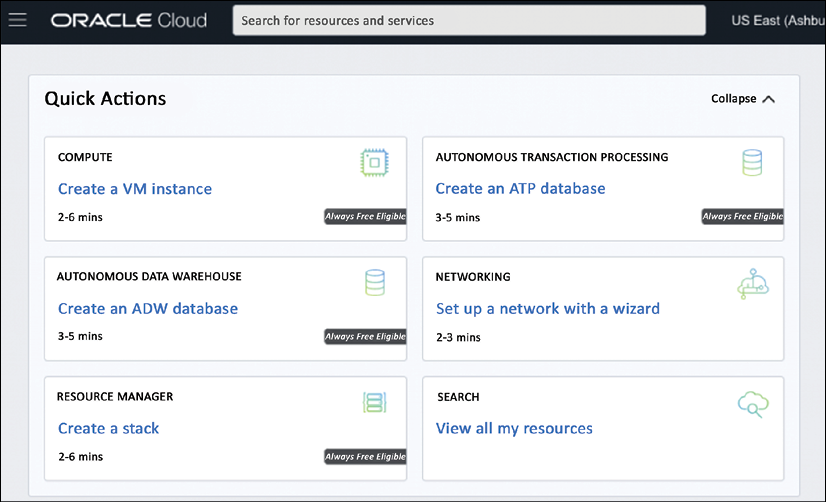 ORACLE Cloud
Search for resources and services
US East (Ashbu
Quick Actions
Collapse
COMPUTE
Create a VM instance
2-6 mins
Always Free Eligible
AUTONOMOUS TRANSACTION PROCESSING
Create an ATP database
3-5 mins
Always Free Eligible
AUTONOMOUS DATA WAREHOUSE
Create an ADW database
3-5 mins
Always Free Eligible
NETWORKING
Set up a network with a wizard
2-3 mins
RESOURCE MANAGER
Create a stack
2-6 mins
Always Free Eligible
SEARCH
View all my resources